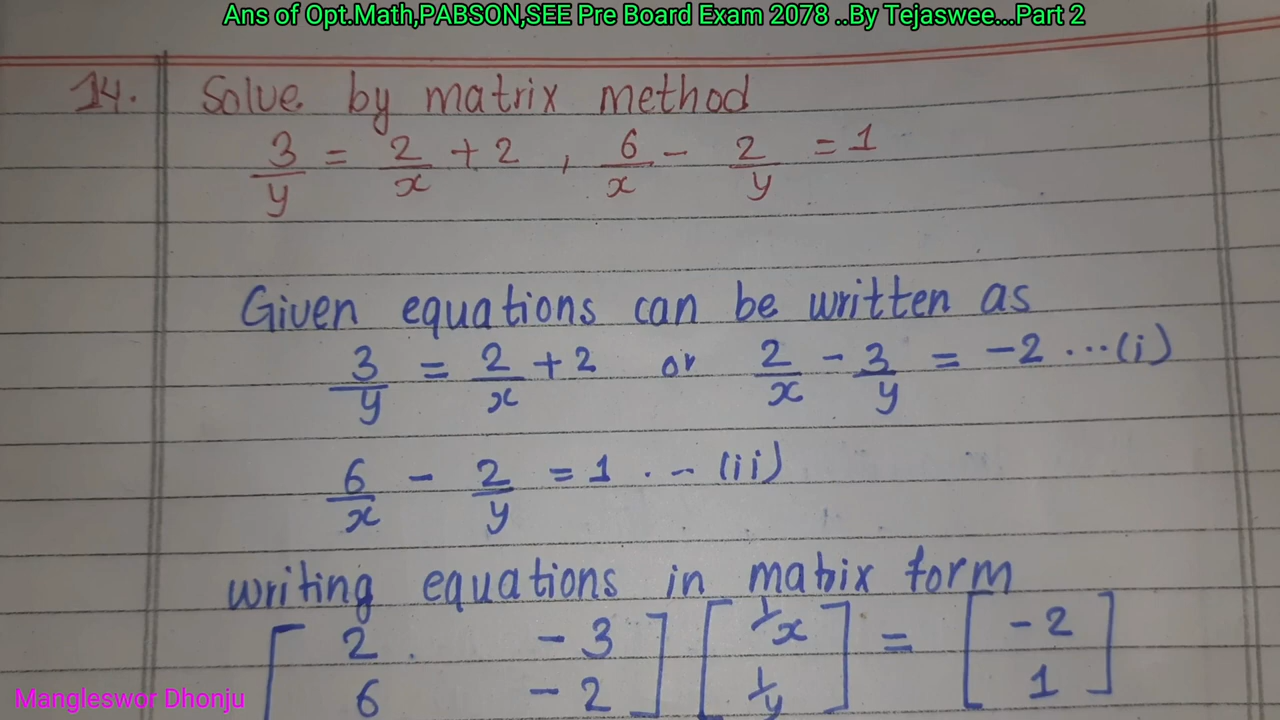 Ans of Opt.Math,PABSON,SEE Pre Board Exam 2078 ..By Tejaswee...Part 2
14. Solve by matrix method
3/y = 2/x + 2 , 6/x - 2/y = 1
Given equations can be written as
3/y = 2/x + 2 or 2/x - 3/y = -2 ...(i)
6/x - 2/y = 1 . -- (ii)
writing equations in matrix form
[ 2 . -3 ] [ 1/x ] = [ -2 ]
[ 6 -2 ] [ 1/y ] [ 1 ]
Mangleswor Dhonju